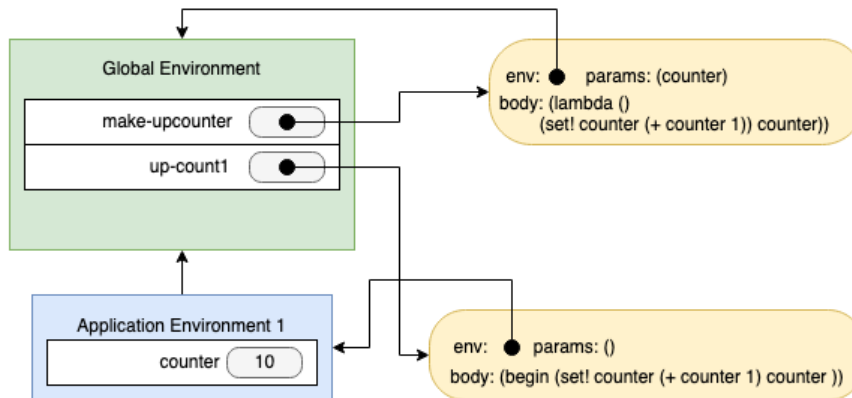 Global Environment
make-upcounter
up-count1
env: params: (counter)
body: (lambda ()
(set! counter (+ counter 1)) counter))
Application Environment 1
counter 10
env: params: ()
body: (begin (set! counter (+ counter 1) counter ))